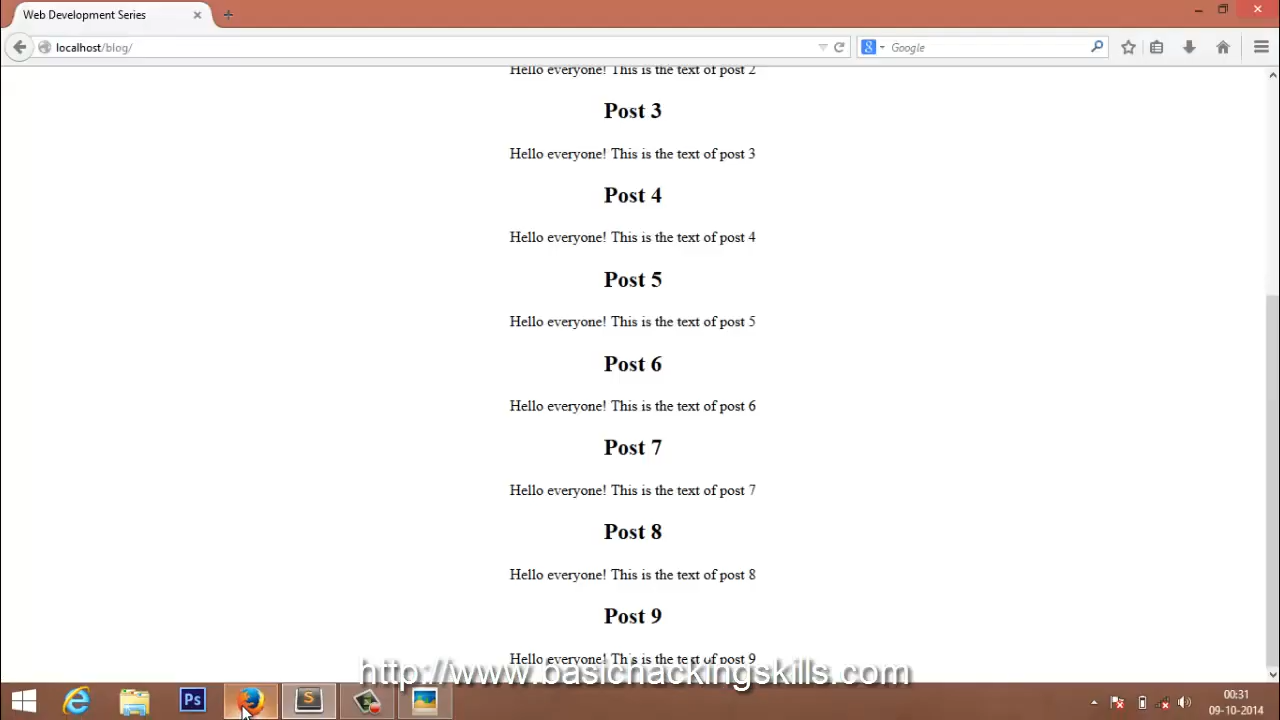 Web Development Series
localhost/blog/
Google
Hello everyone! This is the text of post 2
Post 3
Hello everyone! This is the text of post 3
Post 4
Hello everyone! This is the text of post 4
Post 5
Hello everyone! This is the text of post 5
Post 6
Hello everyone! This is the text of post 6
Post 7
Hello everyone! This is the text of post 7
Post 8
Hello everyone! This is the text of post 8
Post 9
Hello everyone! This is the text of post 9
http://www.basichackingskills.com
Ps
S
00:31
09-10-2014